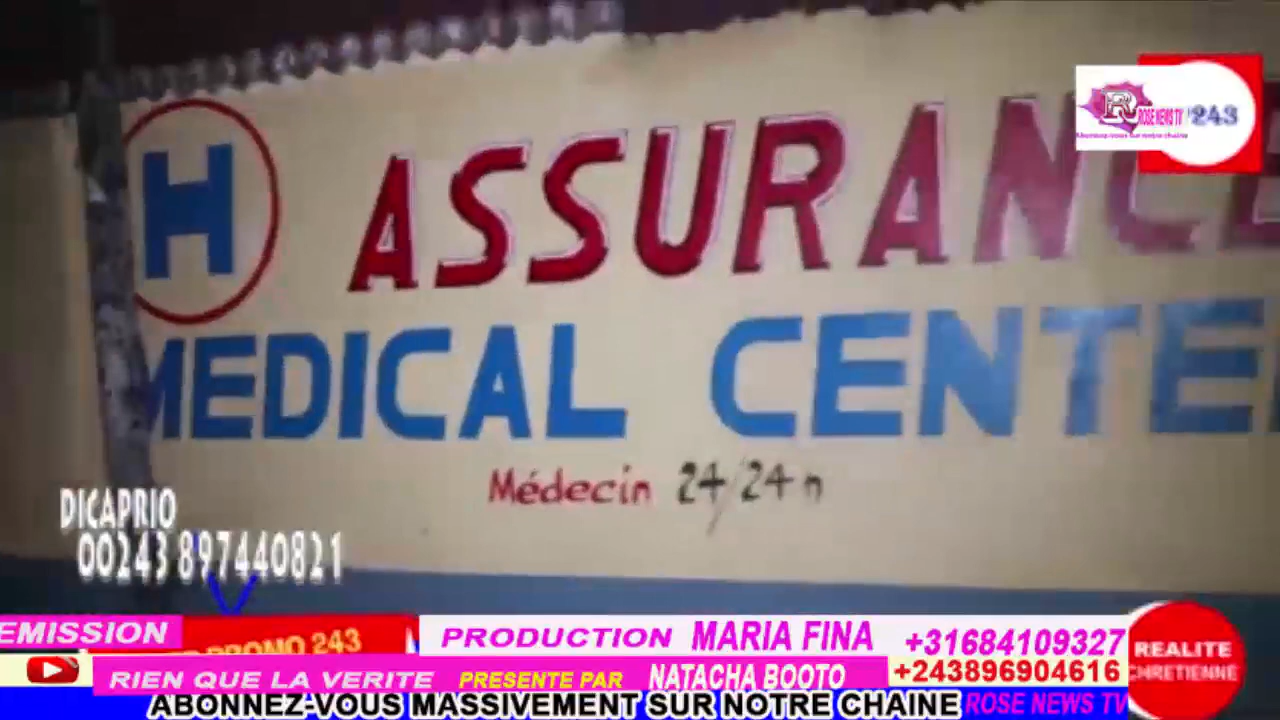 R ROSE NEWS TV
243
H ASSURANCE
MEDICAL CENTE
Médecin 24/24 h
DICAPRIO
00243 897440821
EMISSION
PROMO 243
PRODUCTION MARIA FINA +31684109327
REALITE
CHRETIENNE
RIEN QUE LA VERITE PRESENTE PAR NATACHA BOOTO +243896904616
ABONNEZ-VOUS MASSIVEMENT SUR NOTRE CHAINE ROSE NEWS TV